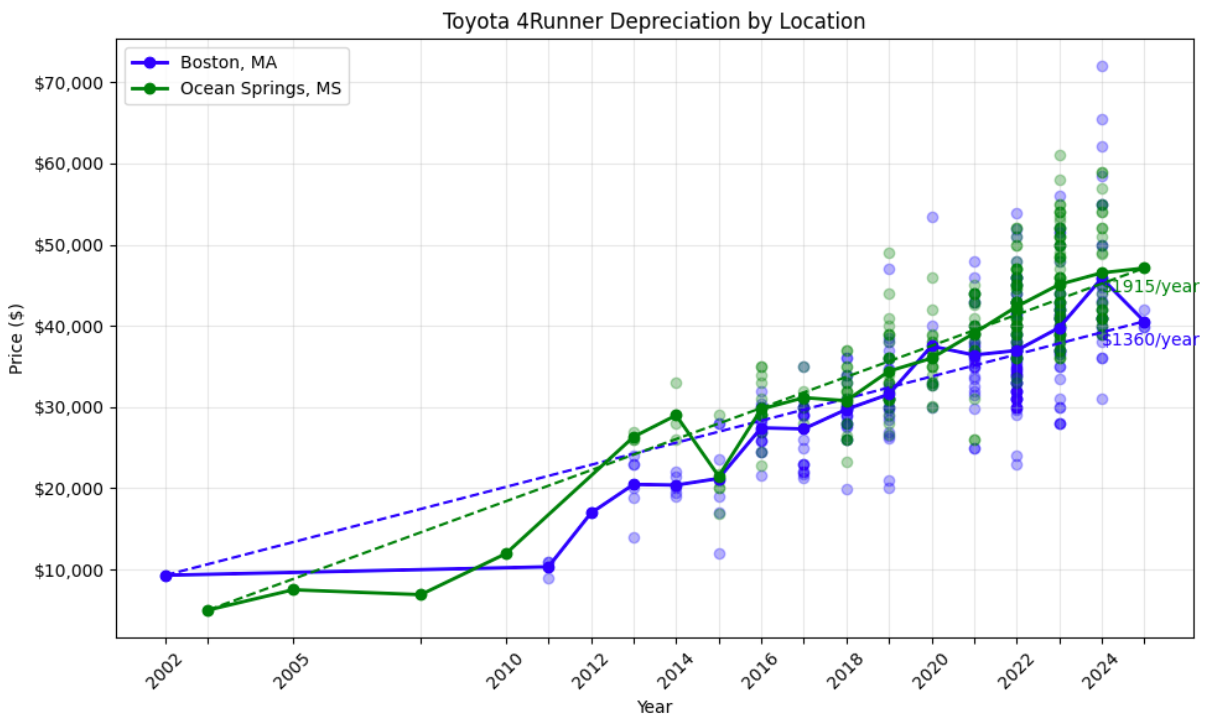 Toyota 4Runner Depreciation by Location
Boston, MA
Ocean Springs, MS
$70,000
$60,000
$50,000
$40,000
$30,000
$20,000
$10,000
Price ($)
$1915/year
$1360/year
2002
2005
2010
2012
2014
2016
2018
2020
2022
2024
Year